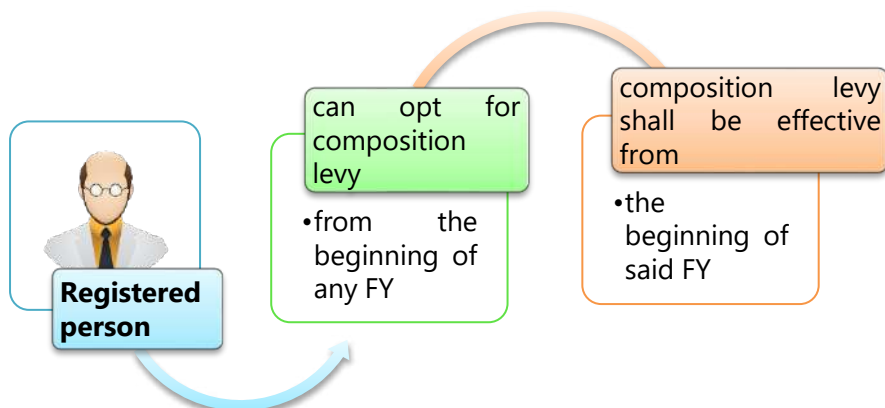 Registered
person
can opt for
composition
levy
•from the
beginning of
any FY
composition levy
shall be effective
from
•the
beginning of
said FY